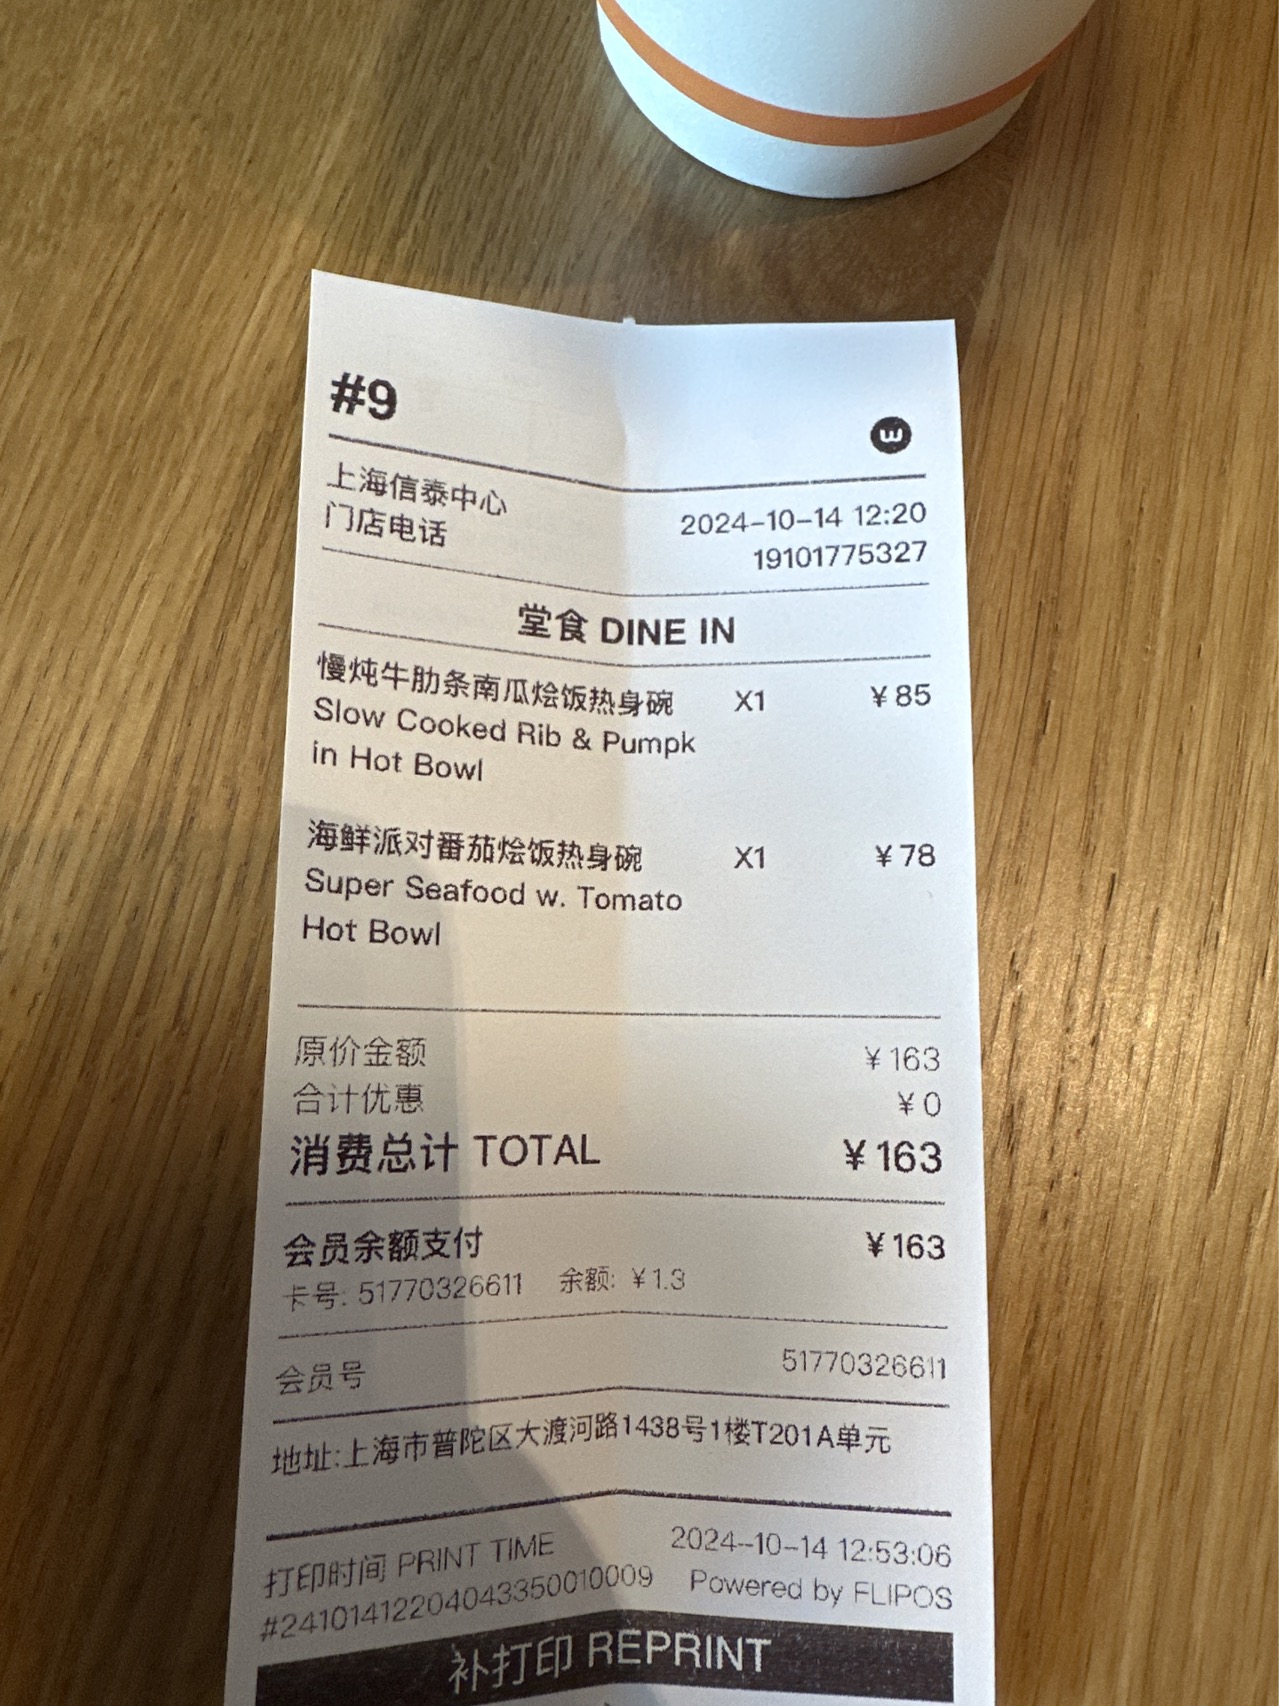 #9
w
上海信泰中心 2024-10-14 12:20
门店电话 19101775327
堂食 DINE IN
慢炖牛肋条南瓜烩饭热身碗 X1 ¥85
Slow Cooked Rib & Pumpk
in Hot Bowl
海鲜派对番茄烩饭热身碗 X1 ¥78
Super Seafood w. Tomato
Hot Bowl
原价金额 ¥163
合计优惠 ¥0
消费总计 TOTAL ¥163
会员余额支付 ¥163
卡号: 51770326611 余额: ¥1.3
会员号 51770326611
地址:上海市普陀区大渡河路1438号1楼T201A单元
打印时间 PRINT TIME 2024-10-14 12:53:06
#24101412204043350010009 Powered by FLIPOS
补打印 REPRINT